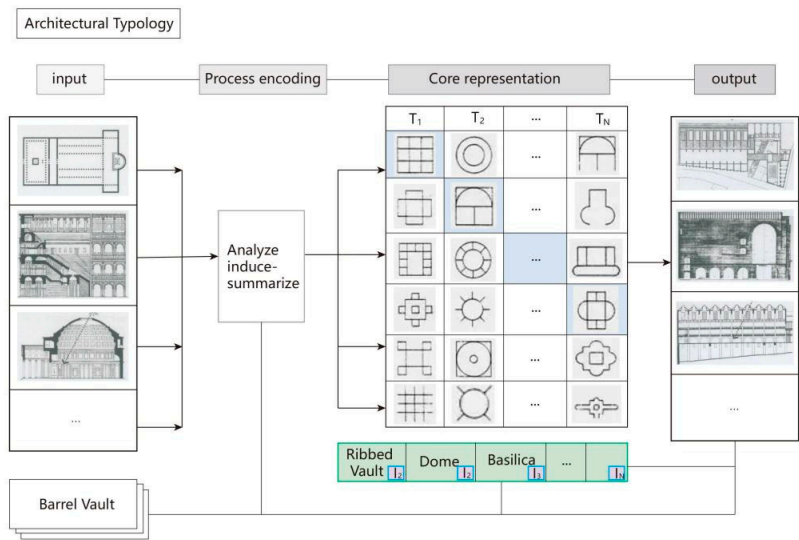 Architectural Typology
input
Process encoding
Core representation
output
T1
T2
...
TN
...
...
Analyze
induce-
summarize
...
...
...
...
...
...
...
Ribbed
Vault
I2
Dome
I2
Basilica
I3
...
IN
Barrel Vault